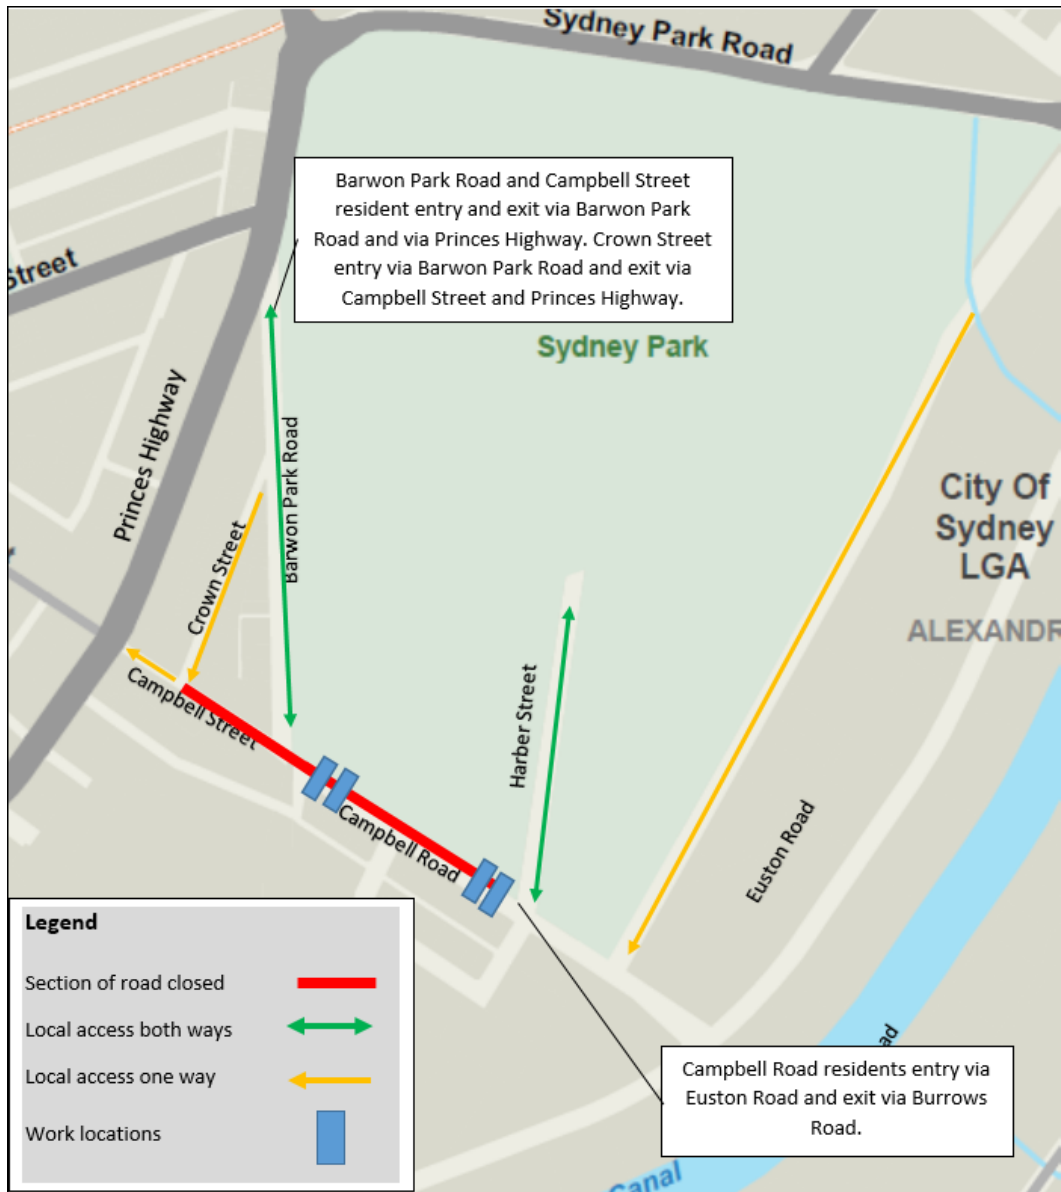 Sydney Park Road
Barwon Park Road and Campbell Street
resident entry and exit via Barwon Park
Road and via Princes Highway. Crown Street
entry via Barwon Park Road and exit via
Campbell Street and Princes Highway.
Street
Sydney Park
Princes Highway
Barwon Park Road
Crown Street
City Of
Sydney
LGA
ALEXANDR
Harber Street
Campbell Street
Campbell Road
Euston Road
Legend
Section of road closed
Local access both ways
Local access one way
Work locations
ad
Campbell Road residents entry via
Euston Road and exit via Burrows
Road.
Canal